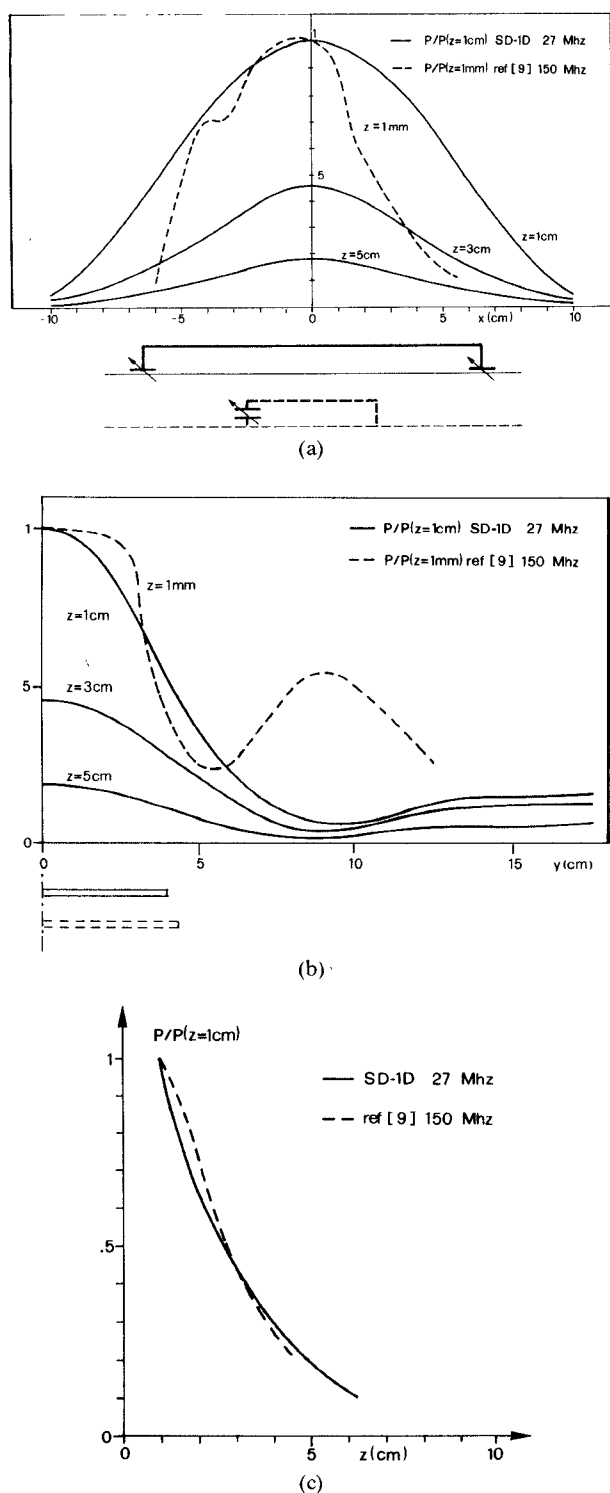 P/P(z=1cm) SD-1D 27 Mhz
P/P(z=1mm) ref [9] 150 Mhz
1
z=1mm
5
z=3cm
z=5cm
z=1cm
-10 -5 0 5 x(cm) 10
(a)
1
P/P(z=1cm) SD-1D 27 Mhz
P/P(z=1mm) ref [9] 150 Mhz
z=1mm
z=1cm
5
z=3cm
z=5cm
0
0 5 10 15 y(cm)
(b)
P/P(z=1cm)
1
SD-1D 27 Mhz
ref [9] 150 Mhz
.5
0
0 5 z(cm) 10
(c)